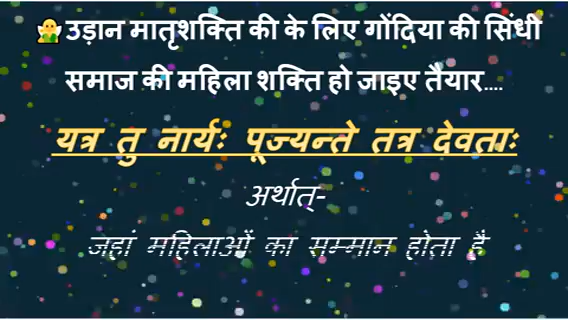 🧚उड़ान मातृशक्ति की के लिए गोंदिया की सिंधी
समाज की महिला शक्ति हो जाइए तैयार....
यत्र तु नार्यः पूज्यन्ते तत्र देवताः
अर्थात्-
जहां महिलाओं का सम्मान होता है